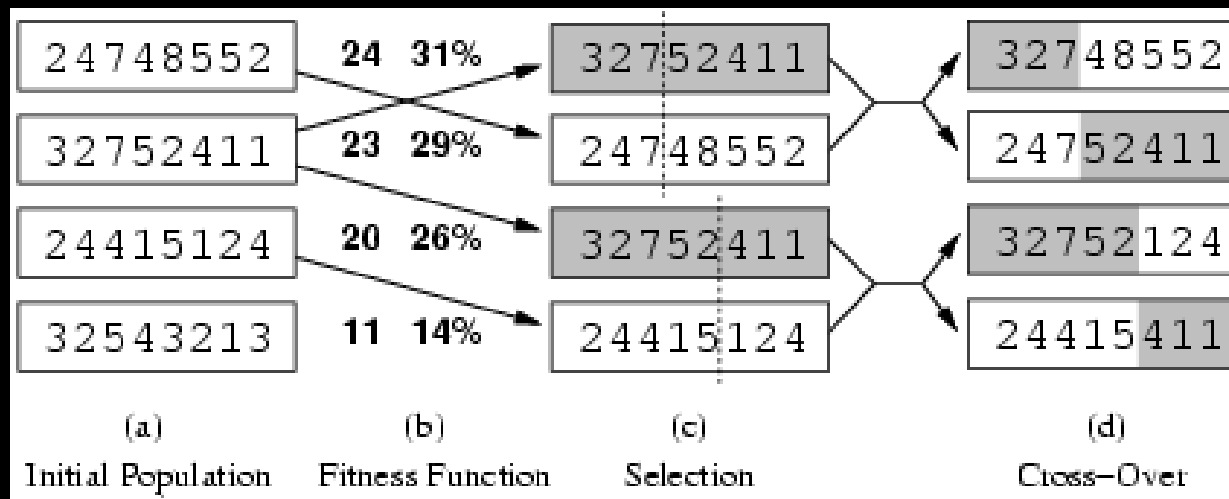 24748552 24 31% 32752411 32748552
32752411 23 29% 24748552 24752411
24415124 20 26% 32752411 32752124
32543213 11 14% 24415124 24415411
(a) (b) (c) (d)
Initial Population Fitness Function Selection Cross-Over